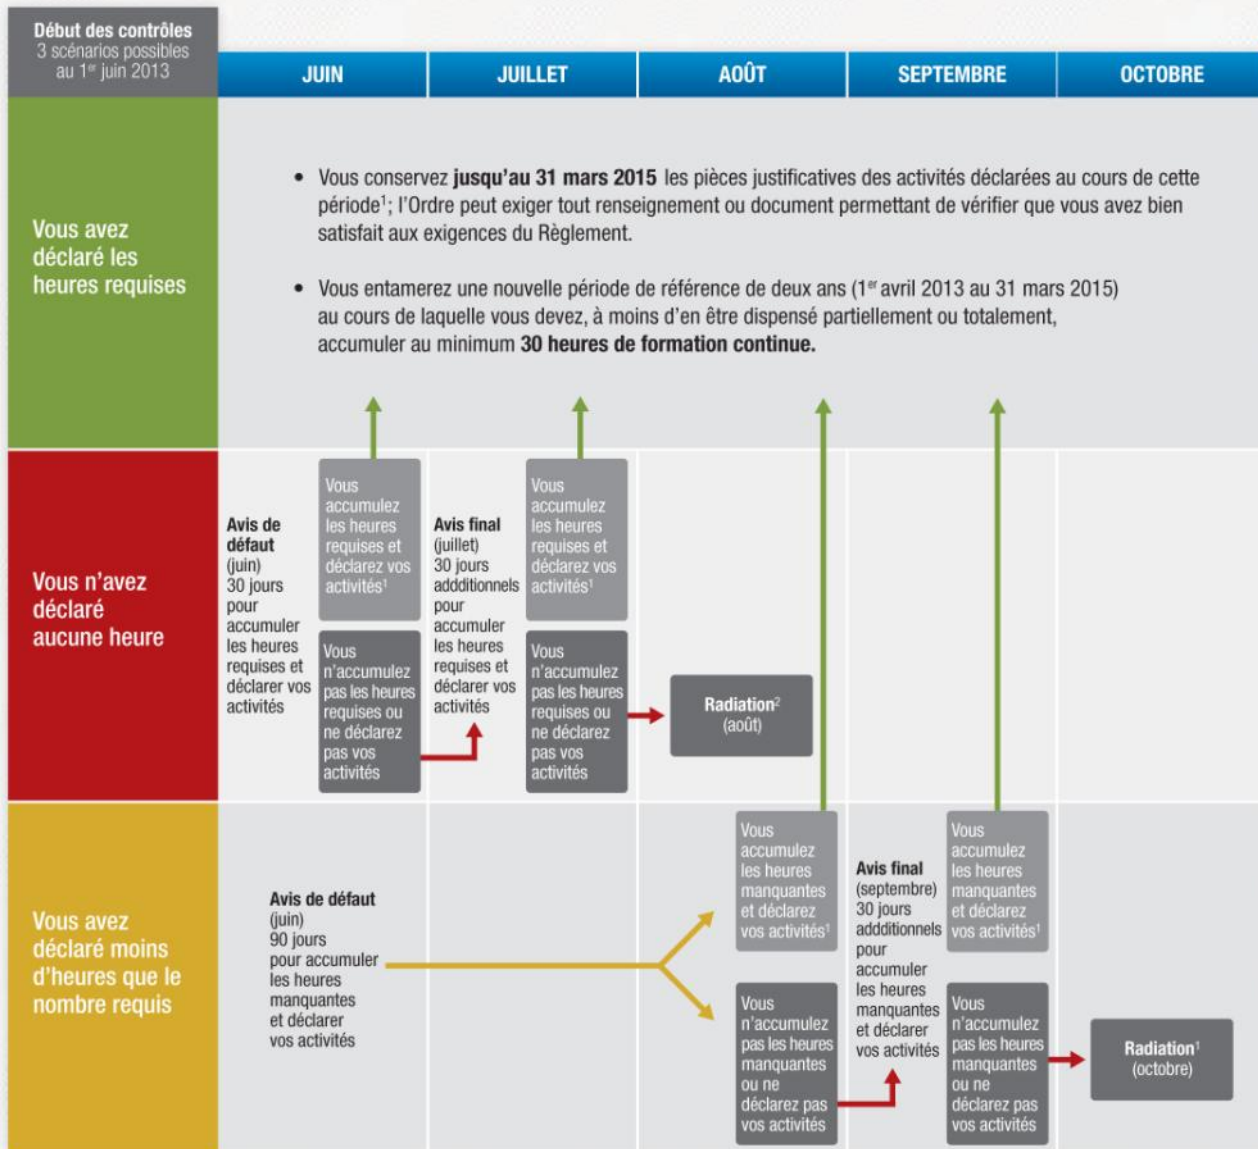 Début des contrôles
3 scénarios possibles
au 1er juin 2013
JUIN
JUILLET
AOÛT
SEPTEMBRE
OCTOBRE
Vous avez
déclaré les
heures requises
• Vous conservez jusqu'au 31 mars 2015 les pièces justificatives des activités déclarées au cours de cette
période1; l'Ordre peut exiger tout renseignement ou document permettant de vérifier que vous avez bien
satisfait aux exigences du Règlement.
• Vous entamerez une nouvelle période de référence de deux ans (1er avril 2013 au 31 mars 2015)
au cours de laquelle vous devez, à moins d'en être dispensé partiellement ou totalement,
accumuler au minimum 30 heures de formation continue.
Vous n'avez
déclaré
aucune heure
Avis de
défaut
(juin)
30 jours
pour
accumuler
les heures
requises et
déclarer vos
activités
Vous
accumulez
les heures
requises et
déclarez vos
activités1
Vous
n'accumulez
pas les heures
requises ou
ne déclarez
pas vos
activités
Avis final
(juillet)
30 jours
addditionnels
pour
accumuler
les heures
requises et
déclarer vos
activités
Vous
accumulez
les heures
requises et
déclarez vos
activités1
Vous
n'accumulez
pas les heures
requises ou
ne déclarez
pas vos
activités
Radiation2
(août)
Vous avez
déclaré moins
d'heures que le
nombre requis
Avis de défaut
(juin)
90 jours
pour accumuler
les heures
manquantes
et déclarer
vos activités
Vous
accumulez
les heures
manquantes
et déclarez
vos activités1
Vous
n'accumulez
pas les heures
manquantes
ou ne
déclarez pas
vos activités
Avis final
(septembre)
30 jours
addditionnels
pour
accumuler
les heures
manquantes
et déclarer
vos activités
Vous
accumulez
les heures
manquantes
et déclarez
vos activités1
Vous
n'accumulez
pas les heures
manquantes
ou ne
déclarez pas
vos activités
Radiation1
(octobre)